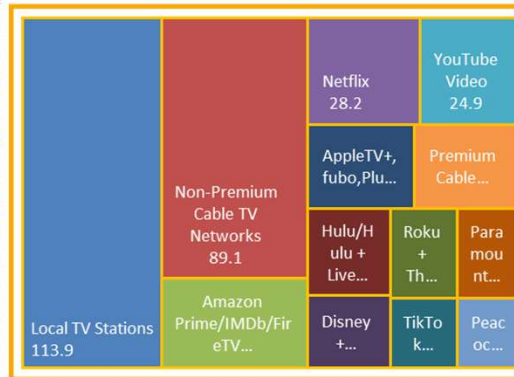 Local TV Stations
113.9
Non-Premium
Cable TV
Networks
89.1
Amazon
Prime/IMDb/Fir
eTV...
Netflix
28.2
YouTube
Video
24.9
AppleTV+,
fubo,Plu...
Premium
Cable...
Hulu/H
ulu +
Live...
Roku
+
Th...
Para
mount...
Disney
+...
TikTo
k...
Peac
oc...